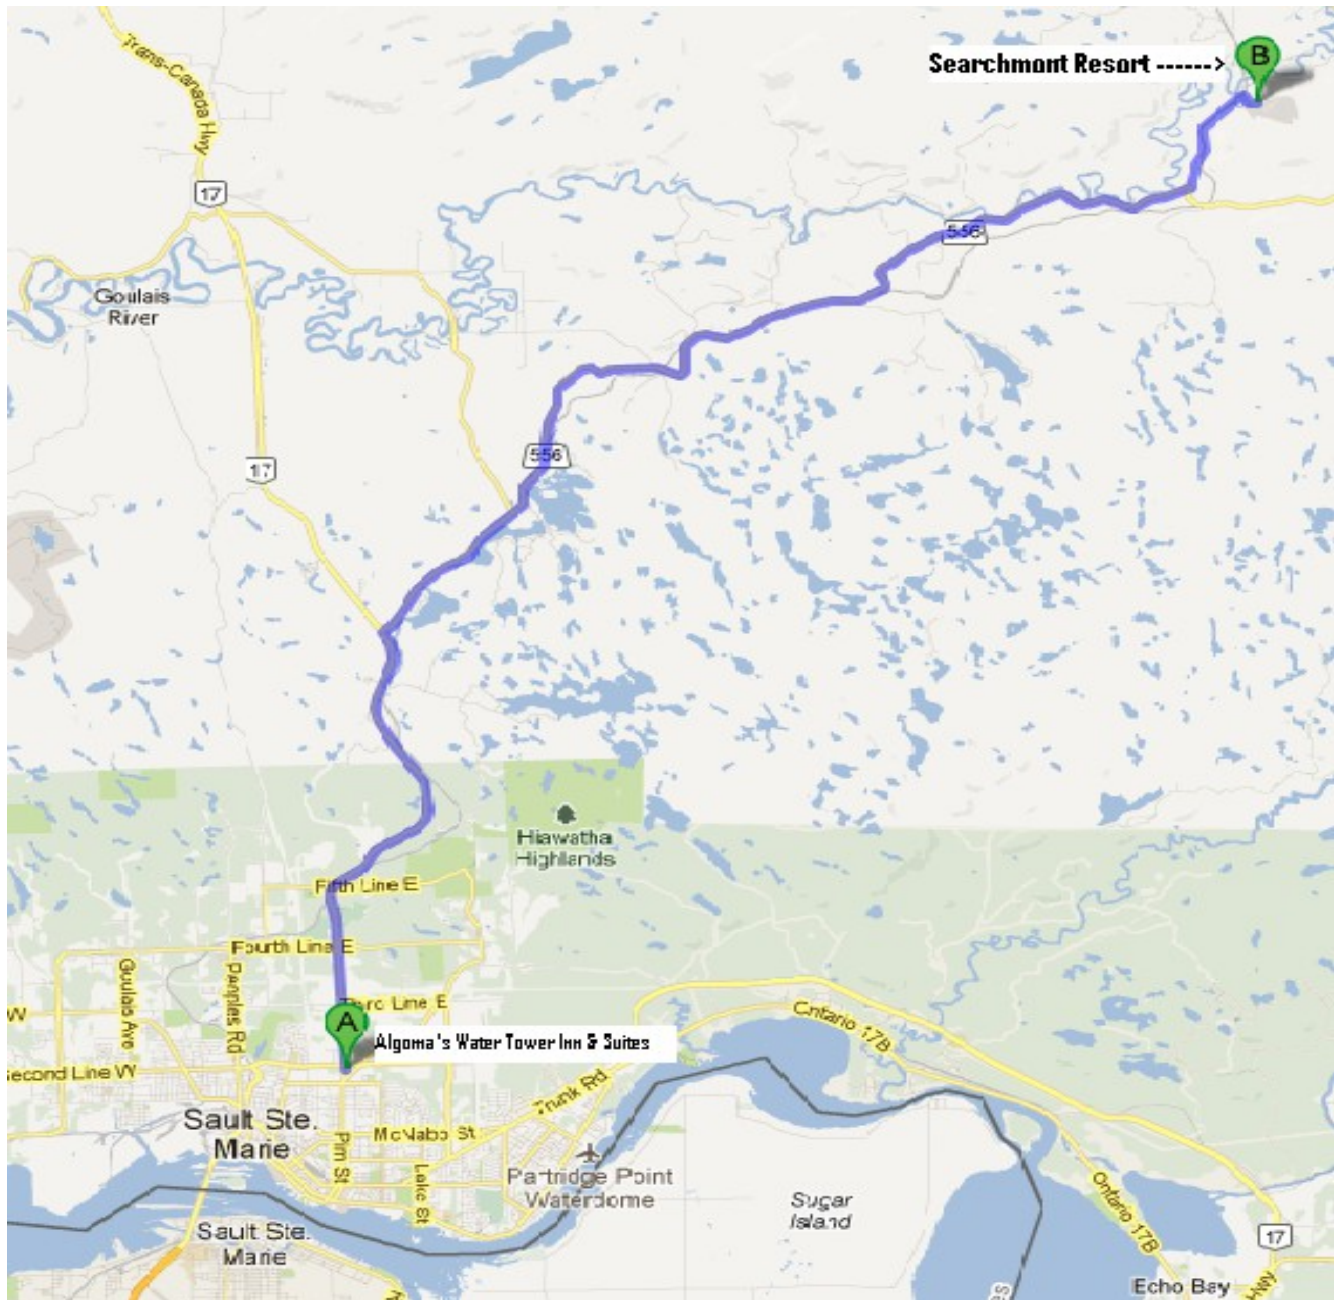 Searchmont Resort ------>
B
Trans-Canada Hwy
17
556
Goulais
River
556
17
Hiawatha
Highlands
Fifth Line E
Fourth Line E
Goulais Ave
Peoples Rd
Third Line E
A
W
Algoma's Water Tower Inn & Suites
Ontario 17B
Second Line W
Trunk Rd
Sault Ste.
Marie
McNabb St
Pim St
Lake St
Partridge Point
Waterdome
Sugar
Island
Ontario 17B
Sault Ste.
Marie
17
Echo Bay
Hwy
es